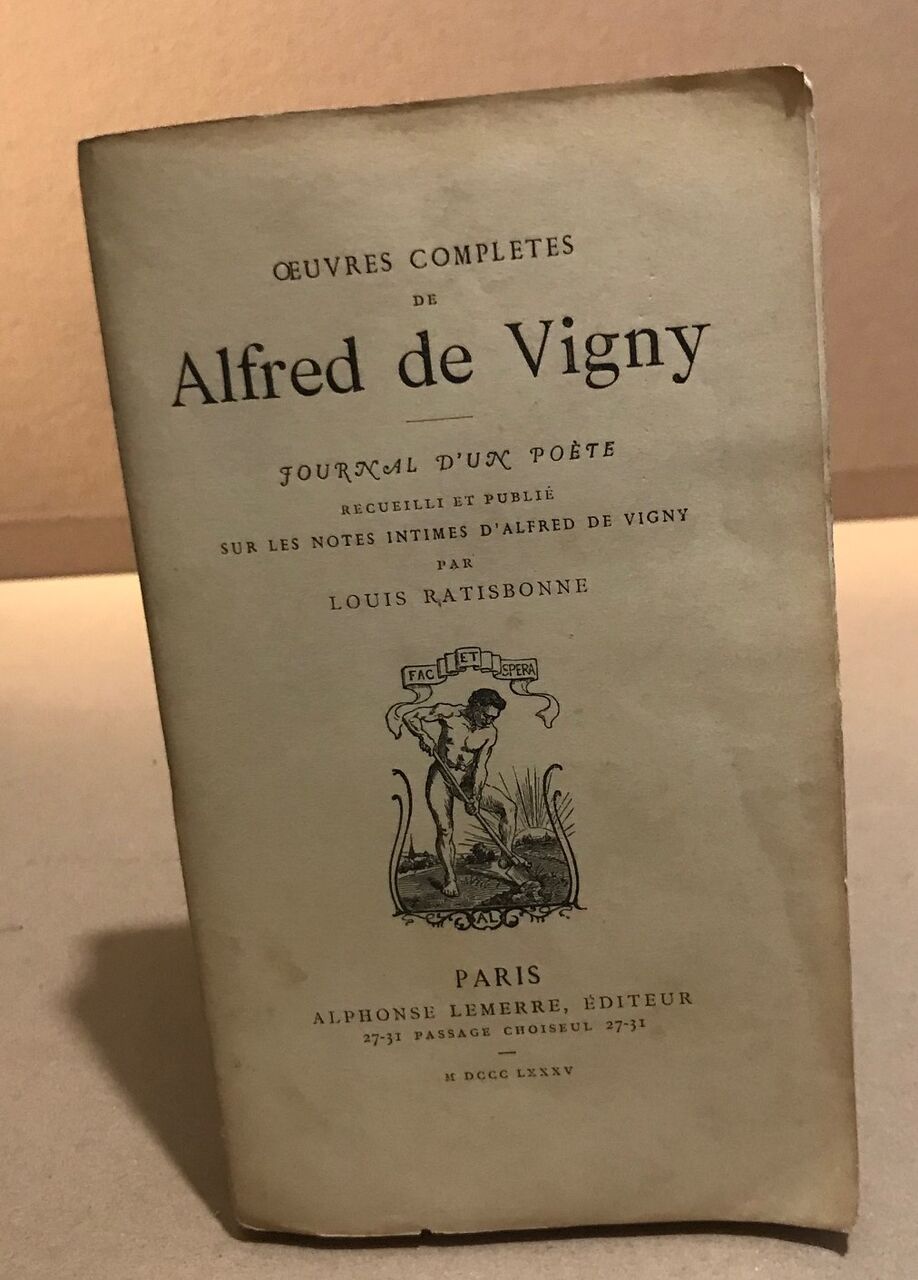 ŒUVRES COMPLETES
DE
Alfred de Vigny
JOURNAL D'UN POÈTE
RECUEILLI ET PUBLIÉ
SUR LES NOTES INTIMES D'ALFRED DE VIGNY
PAR
LOUIS RATISBONNE
FAC ET SPERA
AL
PARIS
ALPHONSE LEMERRE, ÉDITEUR
27-31 PASSAGE CHOISEUL 27-31
M DCCC LXXXV